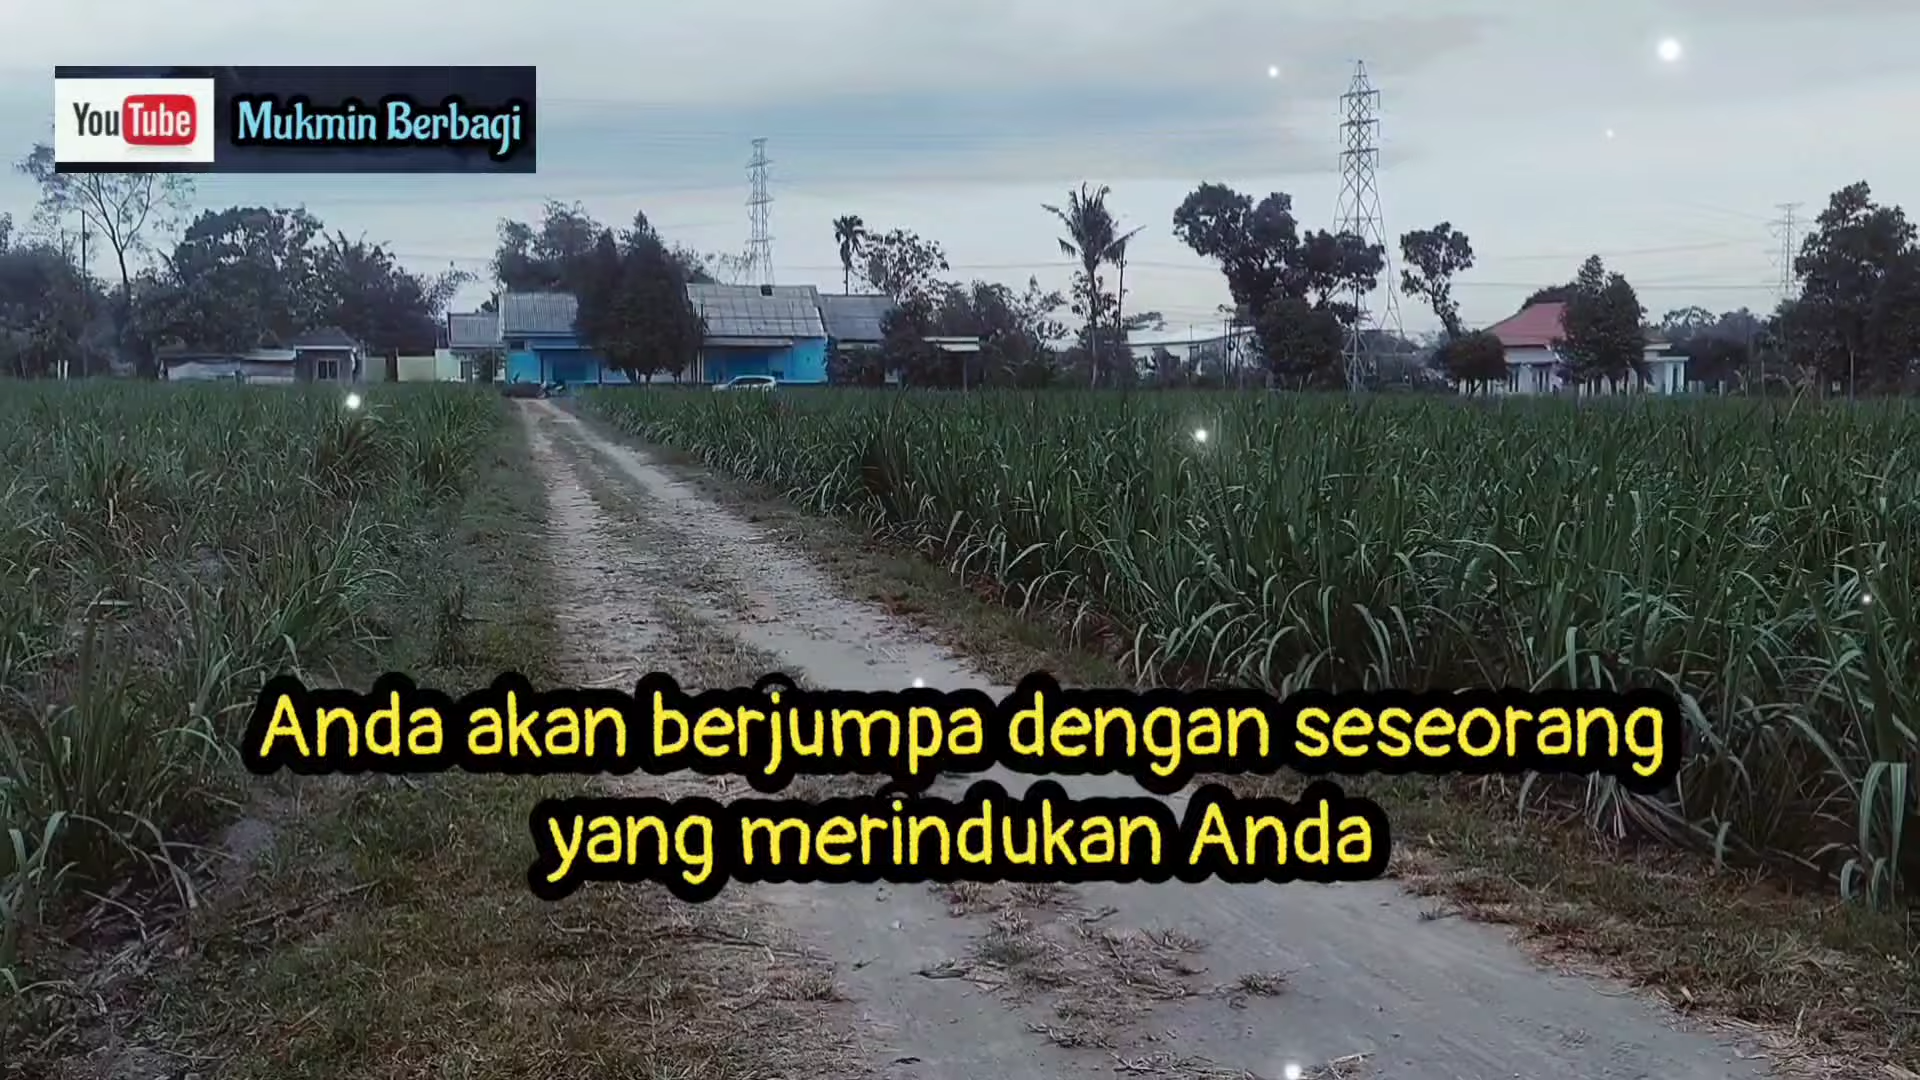 YouTube Mukmin Berbagi
Anda akan berjumpa dengan seseorang
yang merindukan Anda